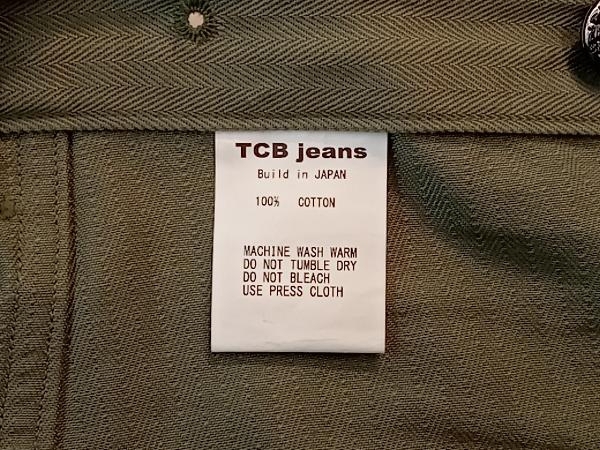 TCB jeans
Build in JAPAN
100% COTTON
MACHINE WASH WARM
DO NOT TUMBLE DRY
DO NOT BLEACH
USE PRESS CLOTH